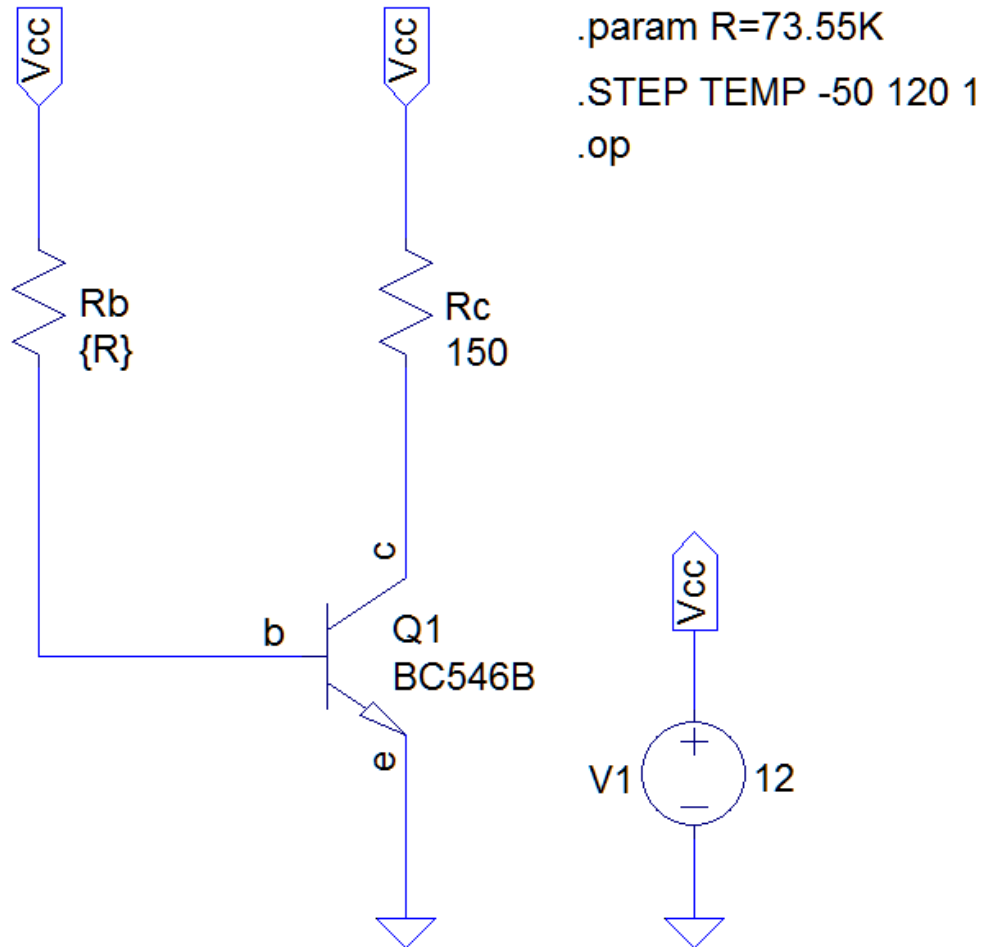 Vcc
Vcc
.param R=73.55K
.STEP TEMP -50 120 1
.op
Rb
{R}
Rc
150
c
b
Q1
BC546B
e
Vcc
V1
+
−
12